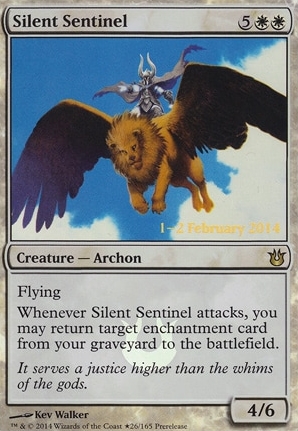 Silent Sentinel 5
1–2 February 2014
Creature — Archon
Flying
Whenever Silent Sentinel attacks, you
may return target enchantment card
from your graveyard to the battlefield.
It serves a justice higher than the whims
of the gods.
Kev Walker
4/6
™ & © 2014 Wizards of the Coast ★26/165 Prerelease